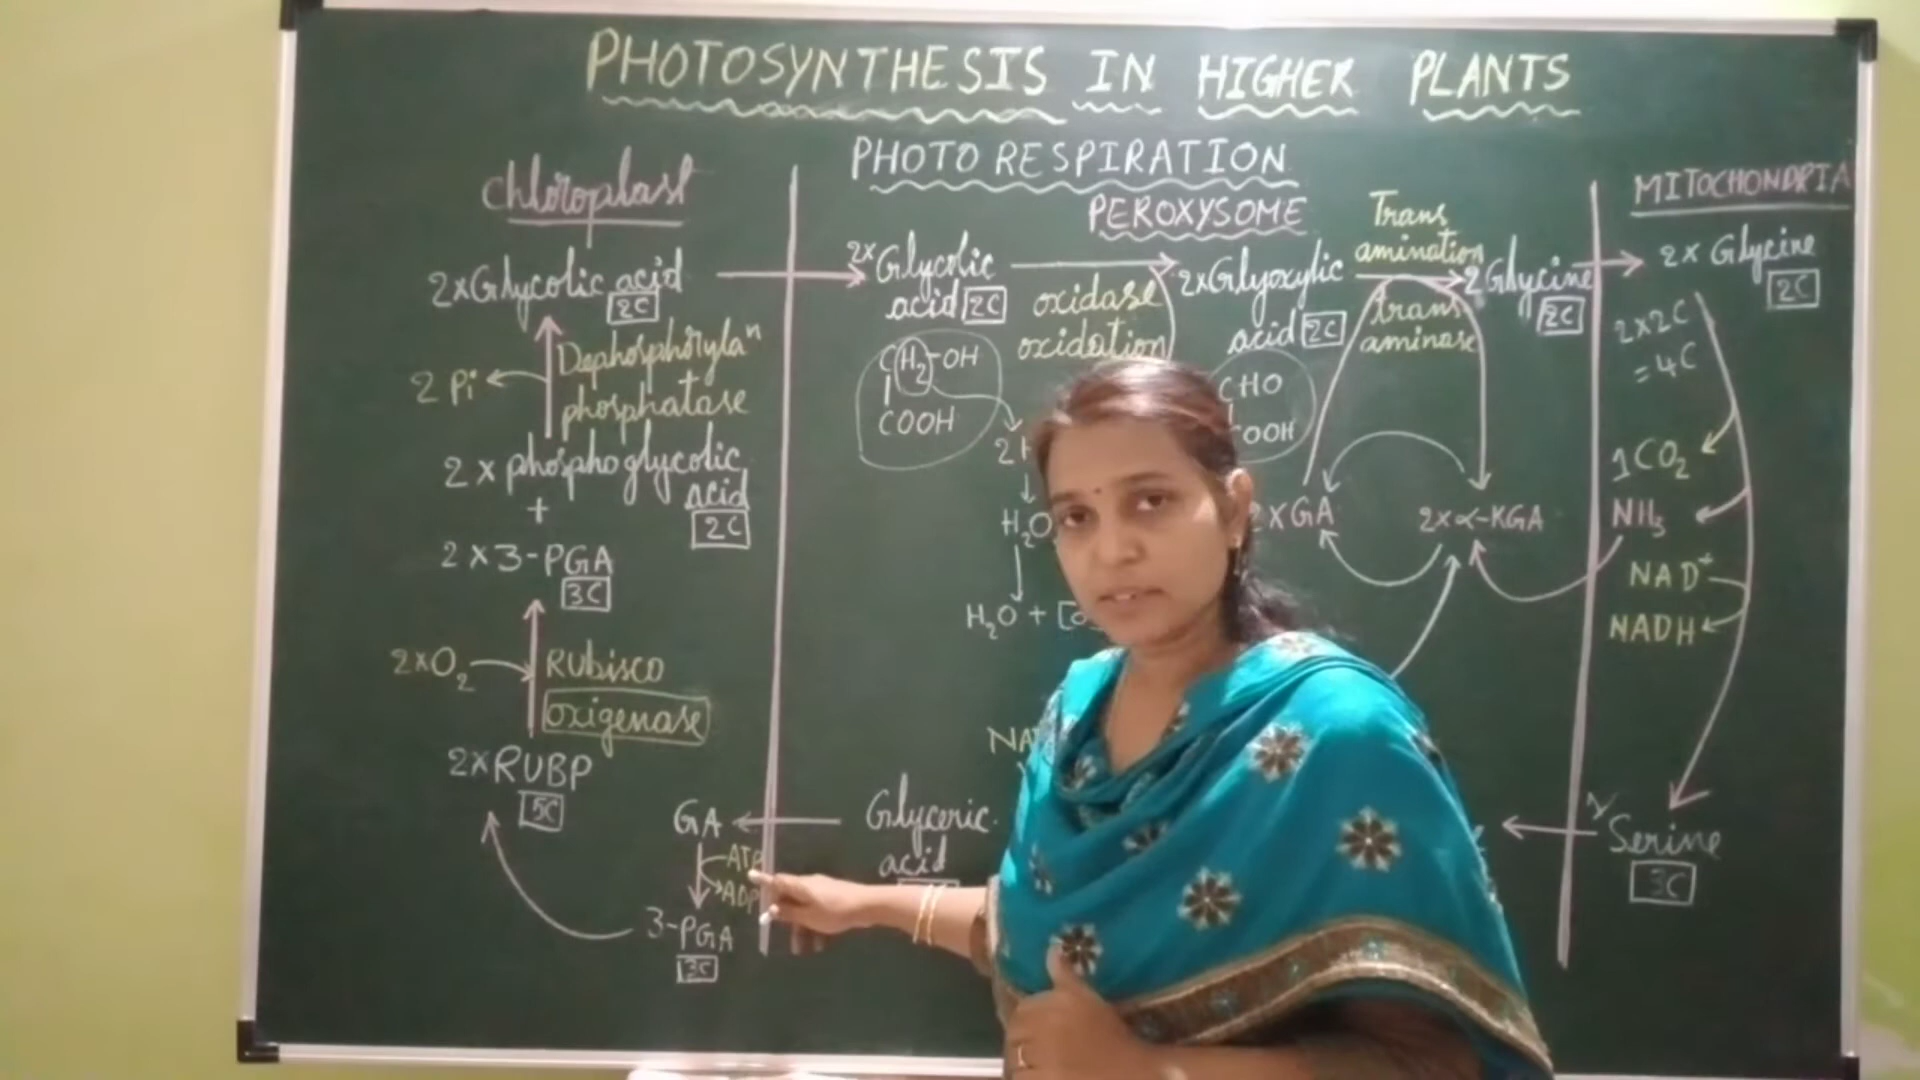 PHOTOSYNTHESIS IN HIGHER PLANTS
PHOTO RESPIRATION
Chloroplast
PEROXYSOME
MITOCHONDRIA
2xGlycolic acid
2C
Dephosphorylaⁿ
phosphatase
2 Pi
2 x phosphoglycolic
acid
2C
+
2 x 3-PGA
3C
2xO₂
RUBISCO
oxigenase
2xRUBP
5C
GA
ATP
ADP
3-PGA
3C
2x Glycolic
acid 2C
CH₂-OH
COOH
oxidase
oxidation
H₂O
H₂O +
2xGlyoxylic
acid 2C
CHO
Trans
amination
trans
aminase
2 Glycine
2C
GA
2x∝-KGA
Glyceric
acid
2x Glycine
2C
2x2C
=4C
1CO₂
NH₃
NAD⁺
NADH
Serine
3C